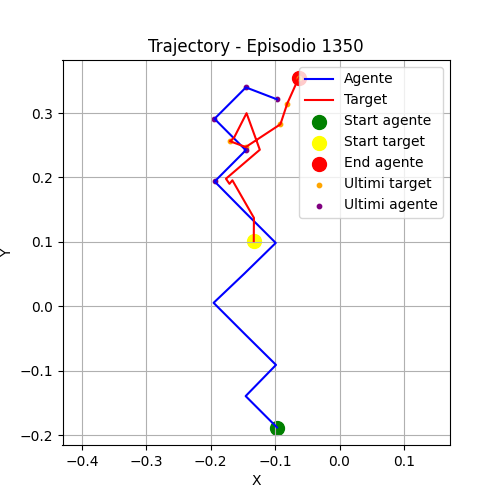 Trajectory - Episodio 1350
Agente
Target
Start agente
Start target
End agente
Ultimi target
Ultimi agente
0.3
0.2
0.1
0.0
−0.1
−0.2
Y
−0.4
−0.3
−0.2
−0.1
0.0
0.1
X